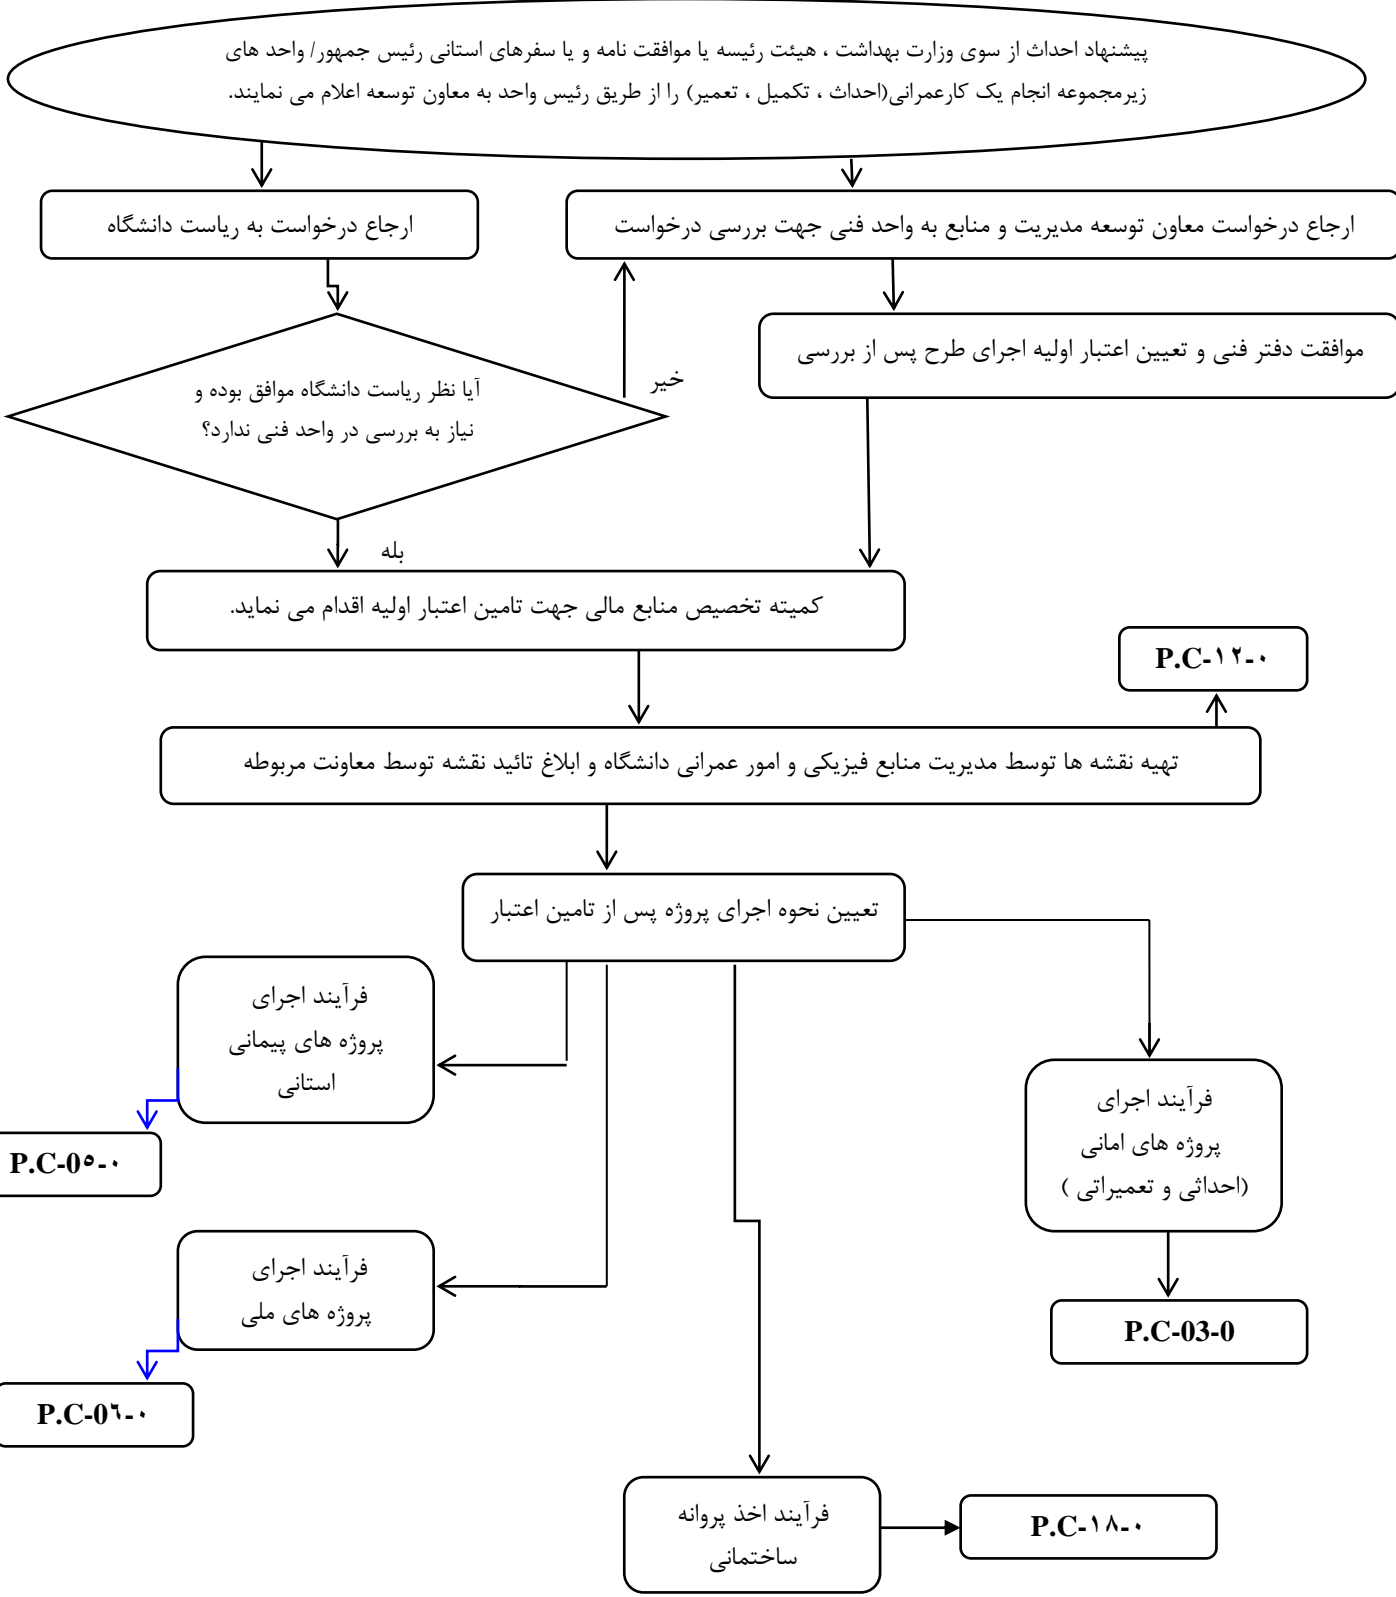 پیشنهاد احداث از سوی وزارت بهداشت ، هیئت رئیسه یا موافقت نامه و یا سفرهای استانی رئیس جمهور/ واحد های
زیرمجموعه انجام یک کارعمرانی(احداث ، تکمیل ، تعمیر) را از طریق رئیس واحد به معاون توسعه اعلام می نمایند.
ارجاع درخواست معاون توسعه مدیریت و منابع به واحد فنی جهت بررسی درخواست
ارجاع درخواست به ریاست دانشگاه
موافقت دفتر فنی و تعیین اعتبار اولیه اجرای طرح پس از بررسی
خیر
آیا نظر ریاست دانشگاه موافق بوده و
نیاز به بررسی در واحد فنی ندارد؟
بله
کمیته تخصیص منابع مالی جهت تامین اعتبار اولیه اقدام می نماید.
P.C-۱۲-۰
تهیه نقشه ها توسط مدیریت منابع فیزیکی و امور عمرانی دانشگاه و ابلاغ تائید نقشه توسط معاونت مربوطه
تعیین نحوه اجرای پروژه پس از تامین اعتبار
فرآیند اجرای
پروژه های پیمانی
استانی
P.C-0٥-۰
فرآیند اجرای
پروژه های امانی
(احداثی و تعمیراتی )
P.C-03-0
فرآیند اجرای
پروژه های ملی
P.C-0٦-۰
فرآیند اخذ پروانه
ساختمانی
P.C-۱۸-۰